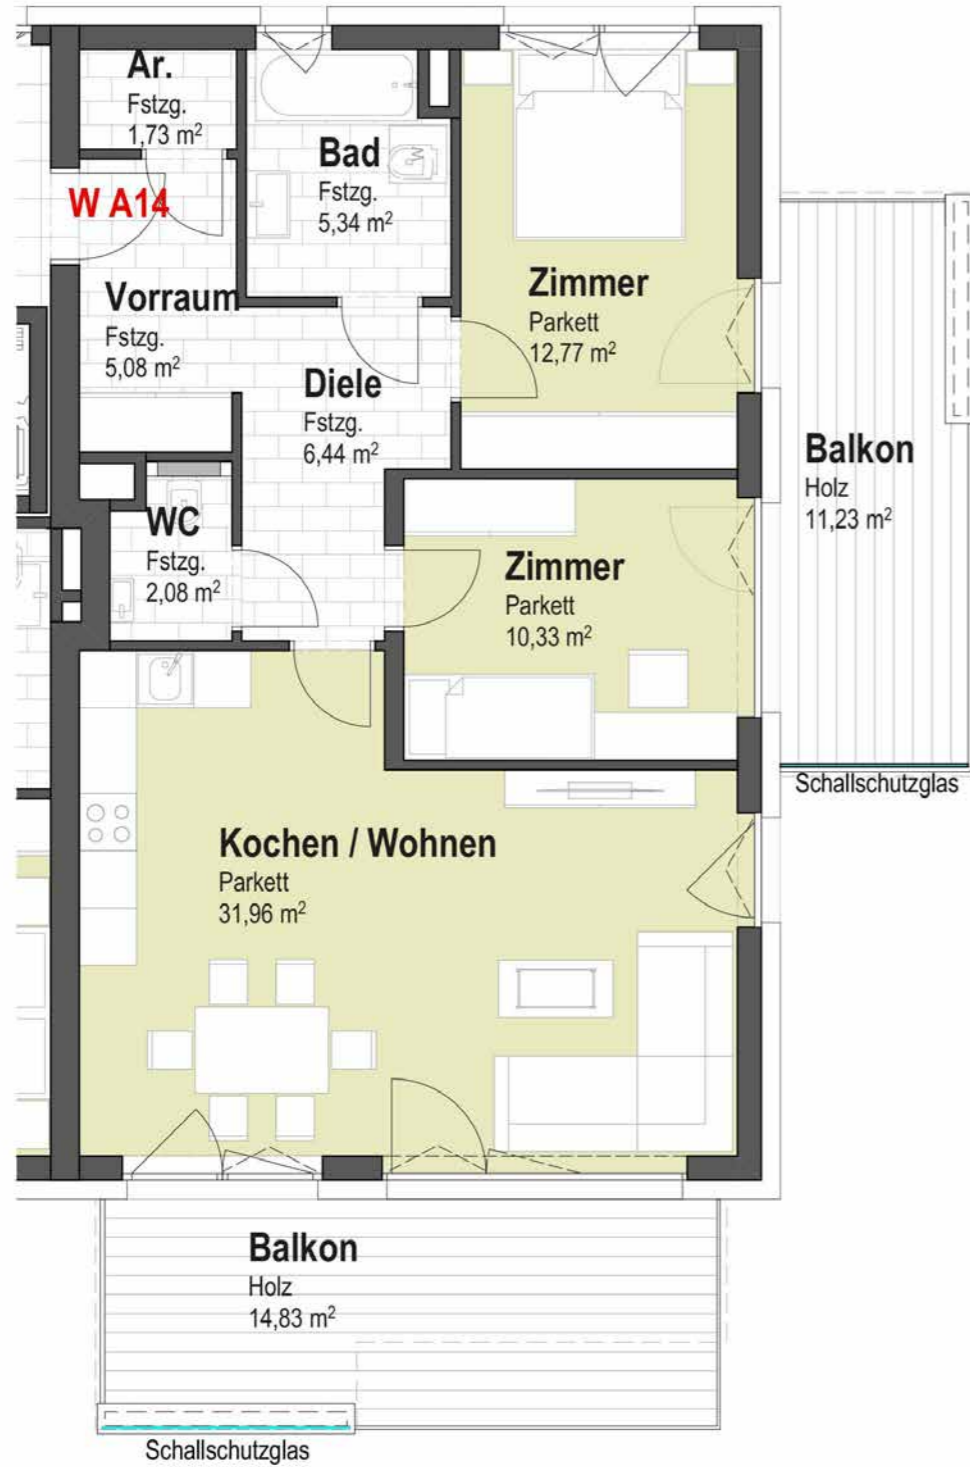 Ar.
Fstzg.
1,73 m²
W A14
Bad
Fstzg.
5,34 m²
Vorraum
Fstzg.
5,08 m²
Zimmer
Parkett
12,77 m²
Diele
Fstzg.
6,44 m²
Balkon
Holz
11,23 m²
WC
Fstzg.
2,08 m²
Zimmer
Parkett
10,33 m²
Schallschutzglas
Kochen / Wohnen
Parkett
31,96 m²
Balkon
Holz
14,83 m²
Schallschutzglas